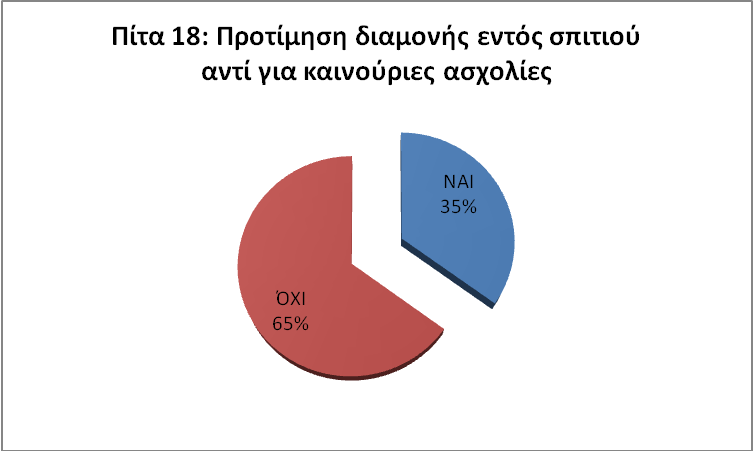 Πίτα 18: Προτίμηση διαμονής εντός σπιτιού
αντί για καινούριες ασχολίες
ΝΑΙ
35%
ΌΧΙ
65%